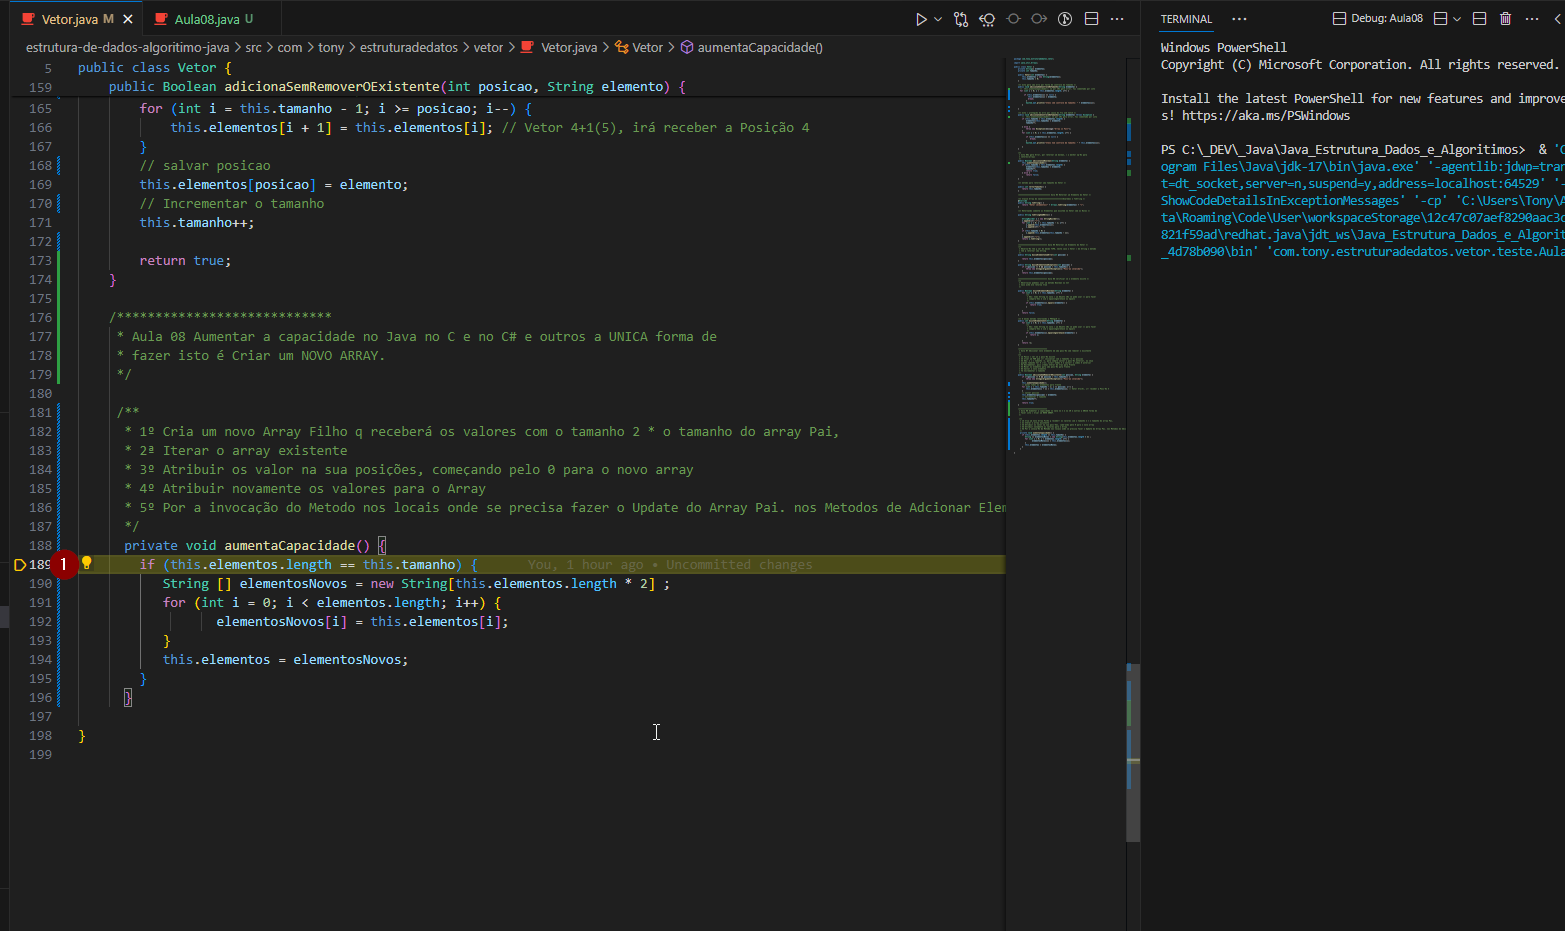 Vetor.java M
Aula08.java U
estrutura-de-dados-algoritimo-java > src > com > tony > estruturadedatos > vetor > Vetor.java > Vetor > aumentaCapacidade()
5 public class Vetor {
159 public Boolean adicionaSemRemoverOExistente(int posicao, String elemento) {
165 for (int i = this.tamanho - 1; i >= posicao; i--) {
166 this.elementos[i + 1] = this.elementos[i]; // Vetor 4+1(5), irá receber a Posição 4
167 }
168 // salvar posicao
169 this.elementos[posicao] = elemento;
170 // Incrementar o tamanho
171 this.tamanho++;
172
173 return true;
174 }
175
176 /****************************
177 * Aula 08 Aumentar a capacidade no Java no C e no C# e outros a UNICA forma de
178 * fazer isto é Criar um NOVO ARRAY.
179 */
180
181 /**
182 * 1º Cria um novo Array Filho q receberá os valores com o tamanho 2 * o tamanho do array Pai,
183 * 2ª Iterar o array existente
184 * 3º Atribuir os valor na sua posições, começando pelo 0 para o novo array
185 * 4º Atribuir novamente os valores para o Array
186 * 5º Por a invocação do Metodo nos locais onde se precisa fazer o Update do Array Pai. nos Metodos de Adcionar Elem
187 */
188 private void aumentaCapacidade() {
189 1 if (this.elementos.length == this.tamanho) { You, 1 hour ago • Uncommitted changes
190 String [] elementosNovos = new String[this.elementos.length * 2] ;
191 for (int i = 0; i < elementos.length; i++) {
192 elementosNovos[i] = this.elementos[i];
193 }
194 this.elementos = elementosNovos;
195 }
196 }
197
198 }
199
TERMINAL ··· Debug: Aula08
Windows PowerShell
Copyright (C) Microsoft Corporation. All rights reserved.
Install the latest PowerShell for new features and improve
s! https://aka.ms/PSWindows
PS C:\_DEV\_Java\Java_Estrutura_Dados_e_Algoritimos> & 'C
ogram Files\Java\jdk-17\bin\java.exe' '-agentlib:jdwp=tran
t=dt_socket,server=n,suspend=y,address=localhost:64529' '-
ShowCodeDetailsInExceptionMessages' '-cp' 'C:\Users\Tony\A
ta\Roaming\Code\User\workspaceStorage\12c47c07aef8290aac3c
821f59ad\redhat.java\jdt_ws\Java_Estrutura_Dados_e_Algorit
_4d78b090\bin' 'com.tony.estruturadedatos.vetor.teste.Aula